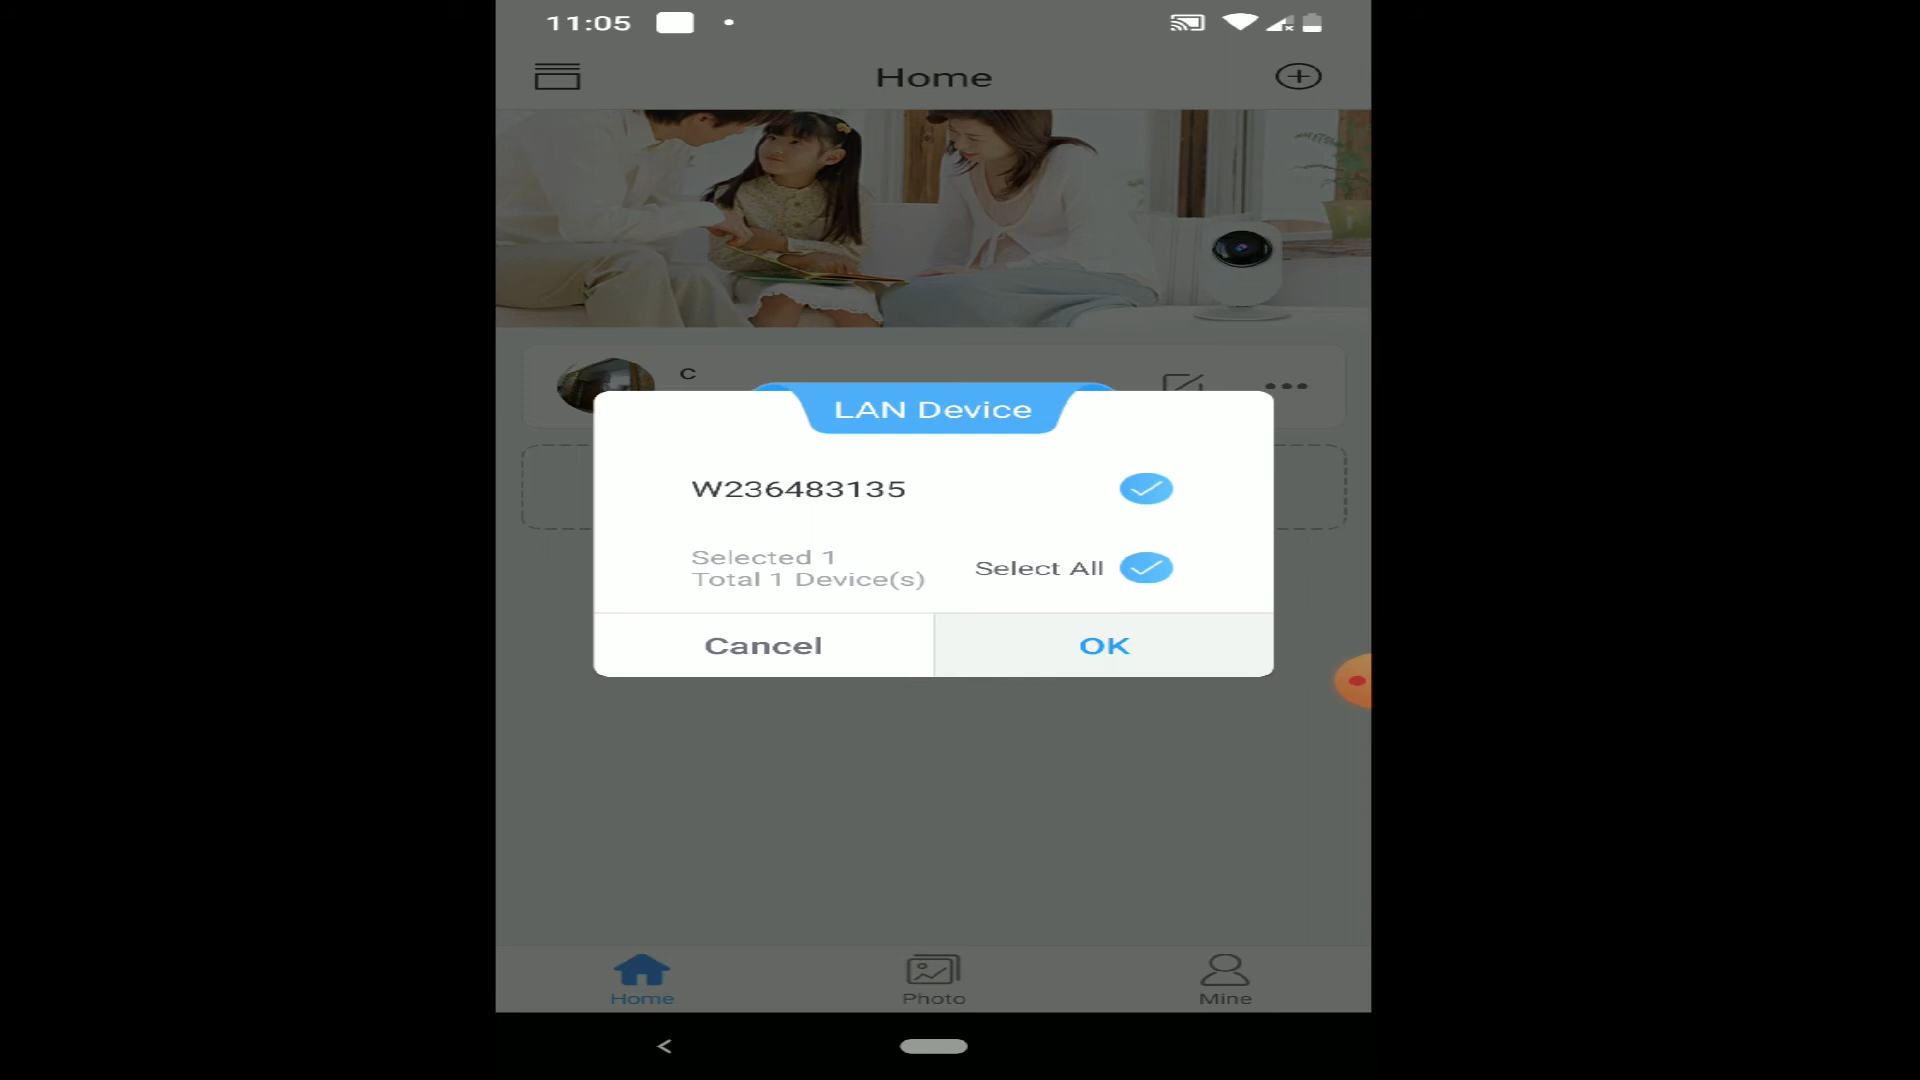 11:05
Home
c
LAN Device
W236483135
Selected 1
Total 1 Device(s)
Select All
Cancel
OK
Home
Photo
Mine